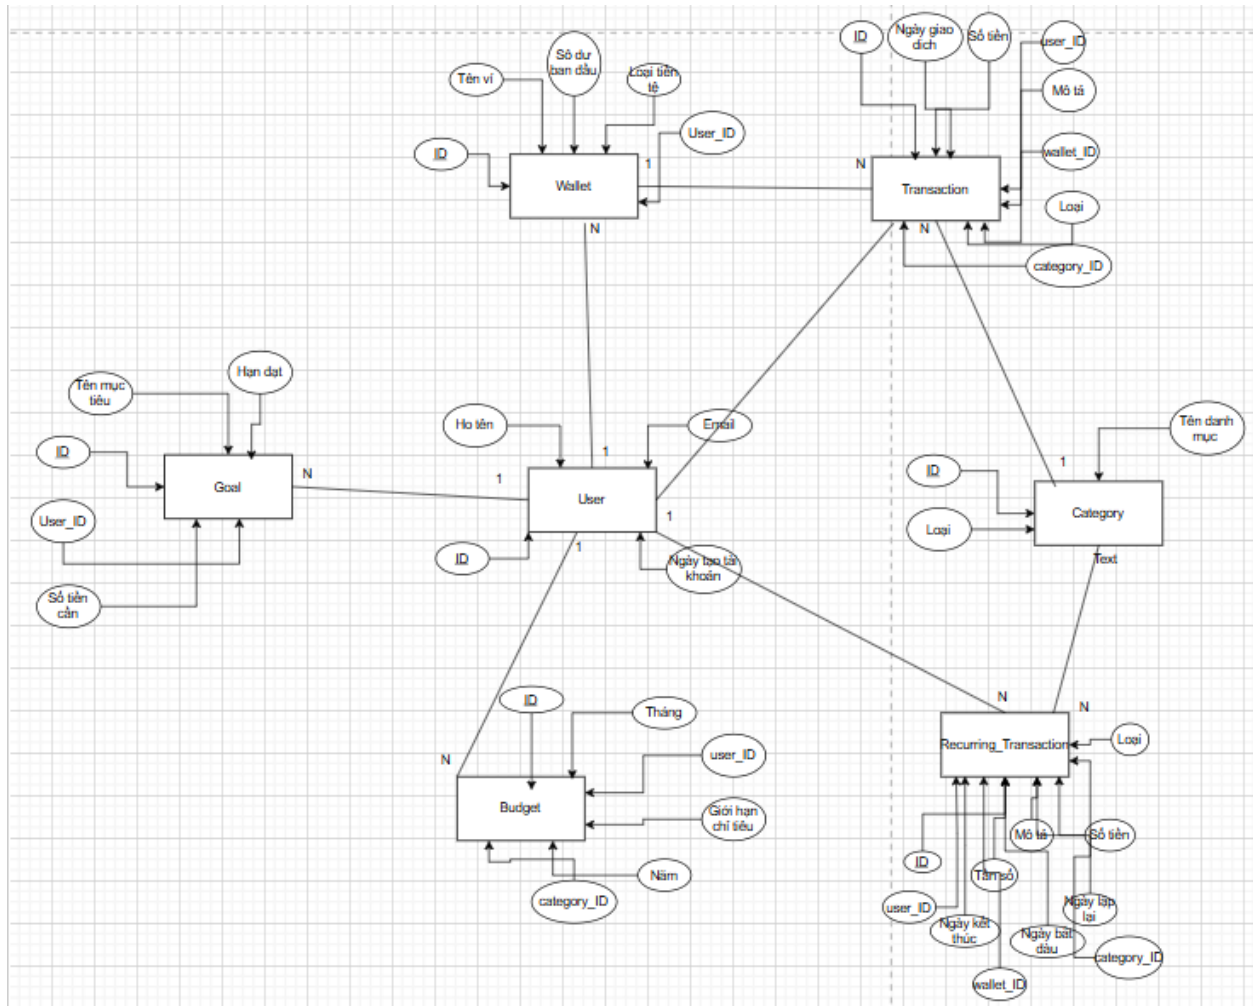 ID
Ngày giao
dịch
Số tiền
user_ID
Số dư
ban đầu
Tên ví
Loại tiền
tệ
Mô tả
User_ID
ID
wallet_ID
1
N
Wallet
Transaction
Loại
N
N
category_ID
Hạn đạt
Tên mục
tiêu
Họ tên
Email
Tên danh
mục
ID
1
1
N
1
ID
Goal
User
Category
User_ID
1
Loại
1
ID
Ngày tạo tài
khoản
Text
Số tiền
cần
ID
Tháng
N
N
N
user_ID
Recurring_Transaction
Loại
Budget
Giới hạn
chi tiêu
Mô tả
Số tiền
ID
Năm
Tần số
category_ID
user_ID
Ngày lặp
lại
Ngày kết
thúc
Ngày bắt
đầu
category_ID
wallet_ID